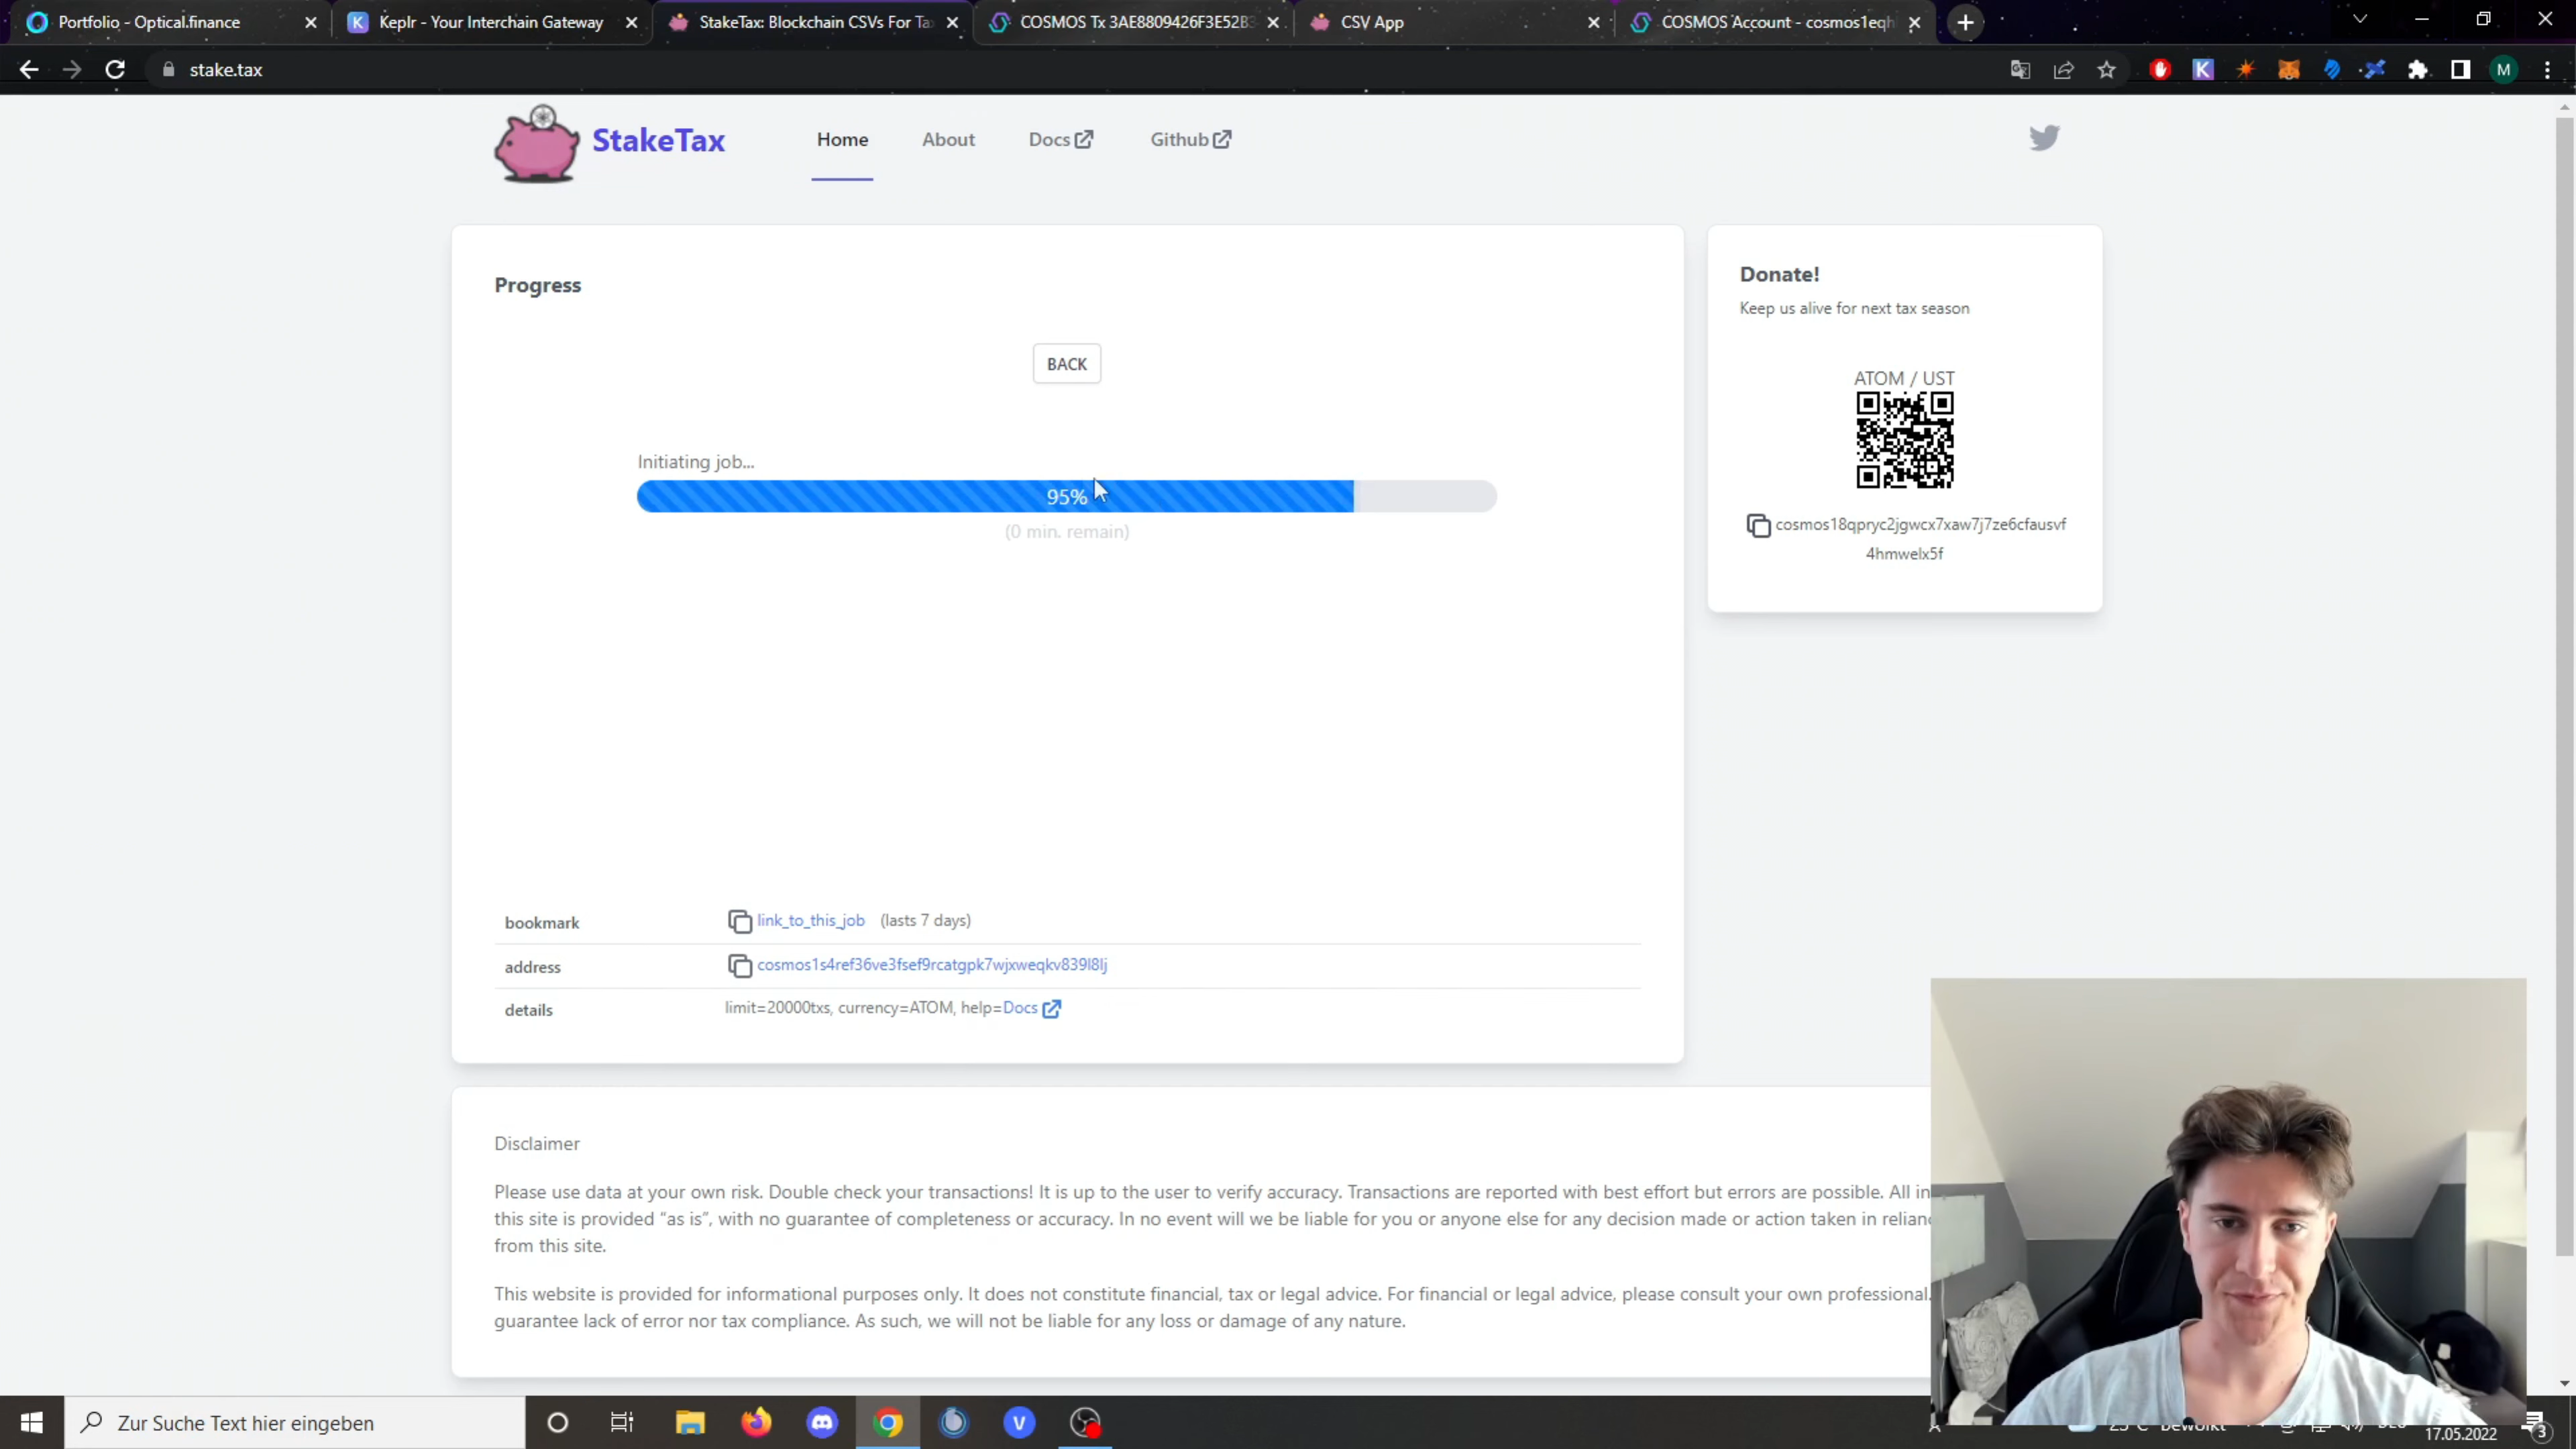 Portfolio - Optical.finance
Keplr - Your Interchain Gateway
StakeTax: Blockchain CSVs For Ta
COSMOS Tx 3AE8809426F3E52B3
CSV App
COSMOS Account - cosmos1eqh
stake.tax
K
M
StakeTax
Home
About
Docs
Github
Progress
BACK
Initiating job...
95%
(0 min. remain)
bookmark
link_to_this_job (lasts 7 days)
address
cosmos1s4ref36ve3fsef9rcatgpk7wjxweqkv839l8lj
details
limit=20000txs, currency=ATOM, help=Docs
Donate!
Keep us alive for next tax season
ATOM / UST
cosmos18qpryc2jgwcx7xaw7j7ze6cfausvf
4hmwelx5f
Disclaimer
Please use data at your own risk. Double check your transactions! It is up to the user to verify accuracy. Transactions are reported with best effort but errors are possible. All in
this site is provided “as is”, with no guarantee of completeness or accuracy. In no event will we be liable for you or anyone else for any decision made or action taken in relianc
from this site.
This website is provided for informational purposes only. It does not constitute financial, tax or legal advice. For financial or legal advice, please consult your own professional.
guarantee lack of error nor tax compliance. As such, we will not be liable for any loss or damage of any nature.
Zur Suche Text hier eingeben
V
17.05.2022
3